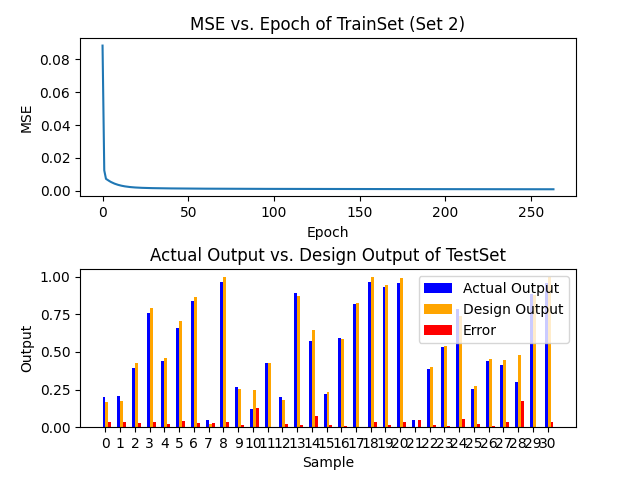 MSE vs. Epoch of TrainSet (Set 2)
0.08
0.06
0.04
0.02
0.00
MSE
0 50 100 150 200 250
Epoch
Actual Output vs. Design Output of TestSet
1.00
0.75
0.50
0.25
0.00
Output
Actual Output
Design Output
Error
0 1 2 3 4 5 6 7 8 9 10 11 12 13 14 15 16 17 18 19 20 21 22 23 24 25 26 27 28 29 30
Sample